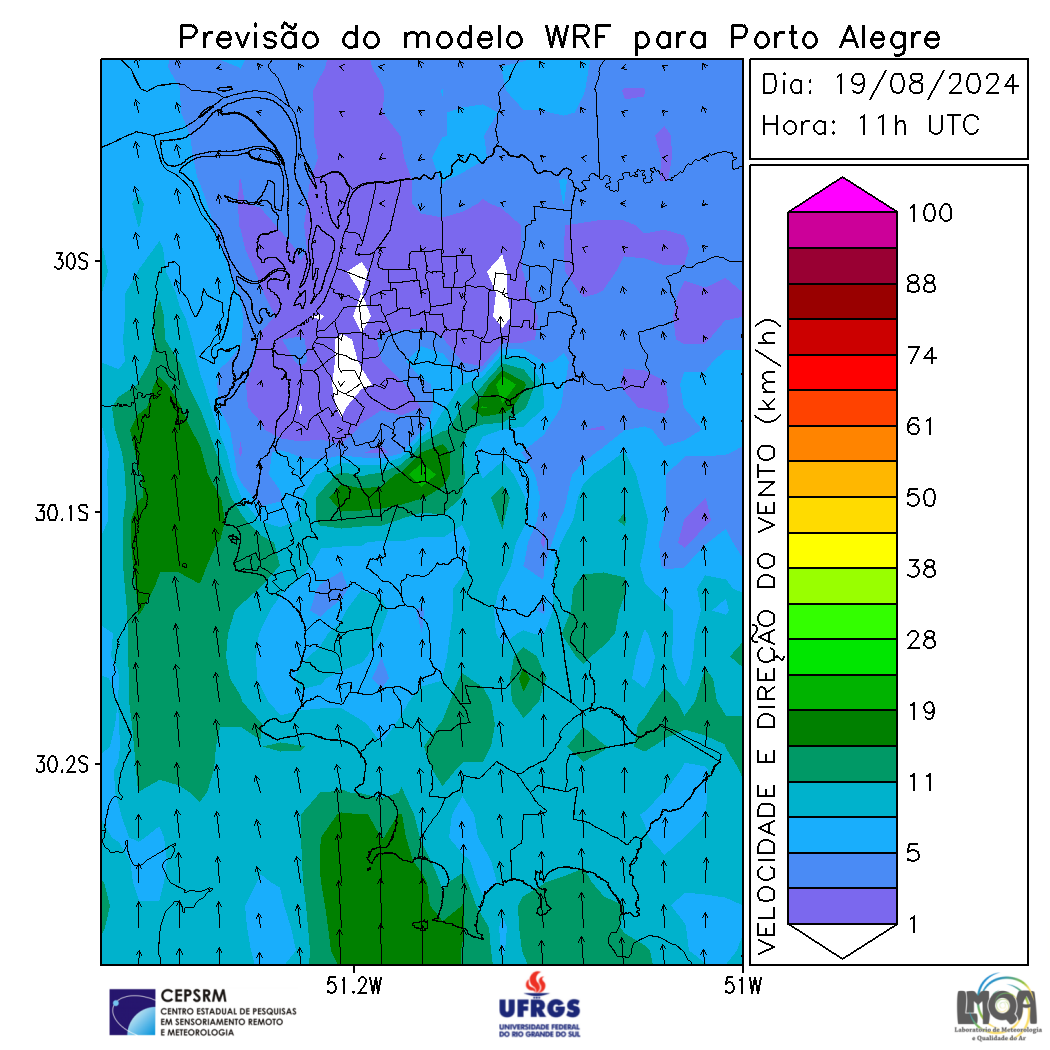 Previsão do modelo WRF para Porto Alegre
Dia: 19/08/2024
Hora: 11h UTC
30S
30.1S
30.2S
51.2W
51W
VELOCIDADE E DIREÇÃO DO VENTO (km/h)
100
88
74
61
50
38
28
19
11
5
1
CEPSRM
CENTRO ESTADUAL DE PESQUISAS
EM SENSORIAMENTO REMOTO
E METEOROLOGIA
UFRGS
UNIVERSIDADE FEDERAL
DO RIO GRANDE DO SUL
LMQA
Laboratório de Meteorologia
e Qualidade do Ar